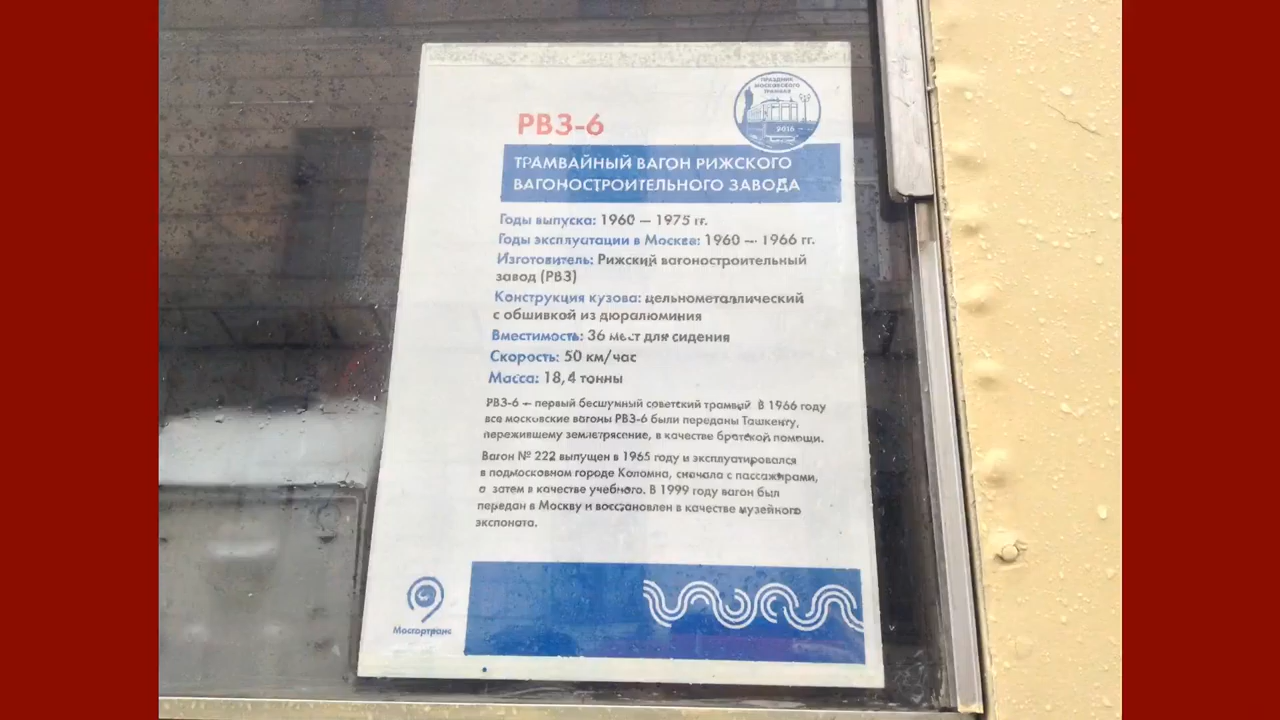 ПРАЗДНИК
МОСКОВСКОГО
ТРАМВАЯ
2016
РВЗ-6
ТРАМВАЙНЫЙ ВАГОН РИЖСКОГО
ВАГОНОСТРОИТЕЛЬНОГО ЗАВОДА
Годы выпуска: 1960 – 1975 гг.
Годы эксплуатации в Москве: 1960 – 1966 гг.
Изготовитель: Рижский вагоностроительный
завод (РВЗ)
Конструкция кузова: цельнометаллический
с обшивкой из дюралюминия
Вместимость: 36 мест для сидения
Скорость: 50 км/час
Масса: 18,4 тонны
РВЗ-6 – первый бесшумный советский трамвай. В 1966 году
все московские вагоны РВЗ-6 были переданы Ташкенту,
пережившему землетрясение, в качестве братской помощи.
Вагон № 222 выпущен в 1965 году и эксплуатировался
в подмосковном городе Коломна, сначала с пассажирами,
а затем в качестве учебного. В 1999 году вагон был
передан в Москву и восстановлен в качестве музейного
экспоната.
Мосгортранс